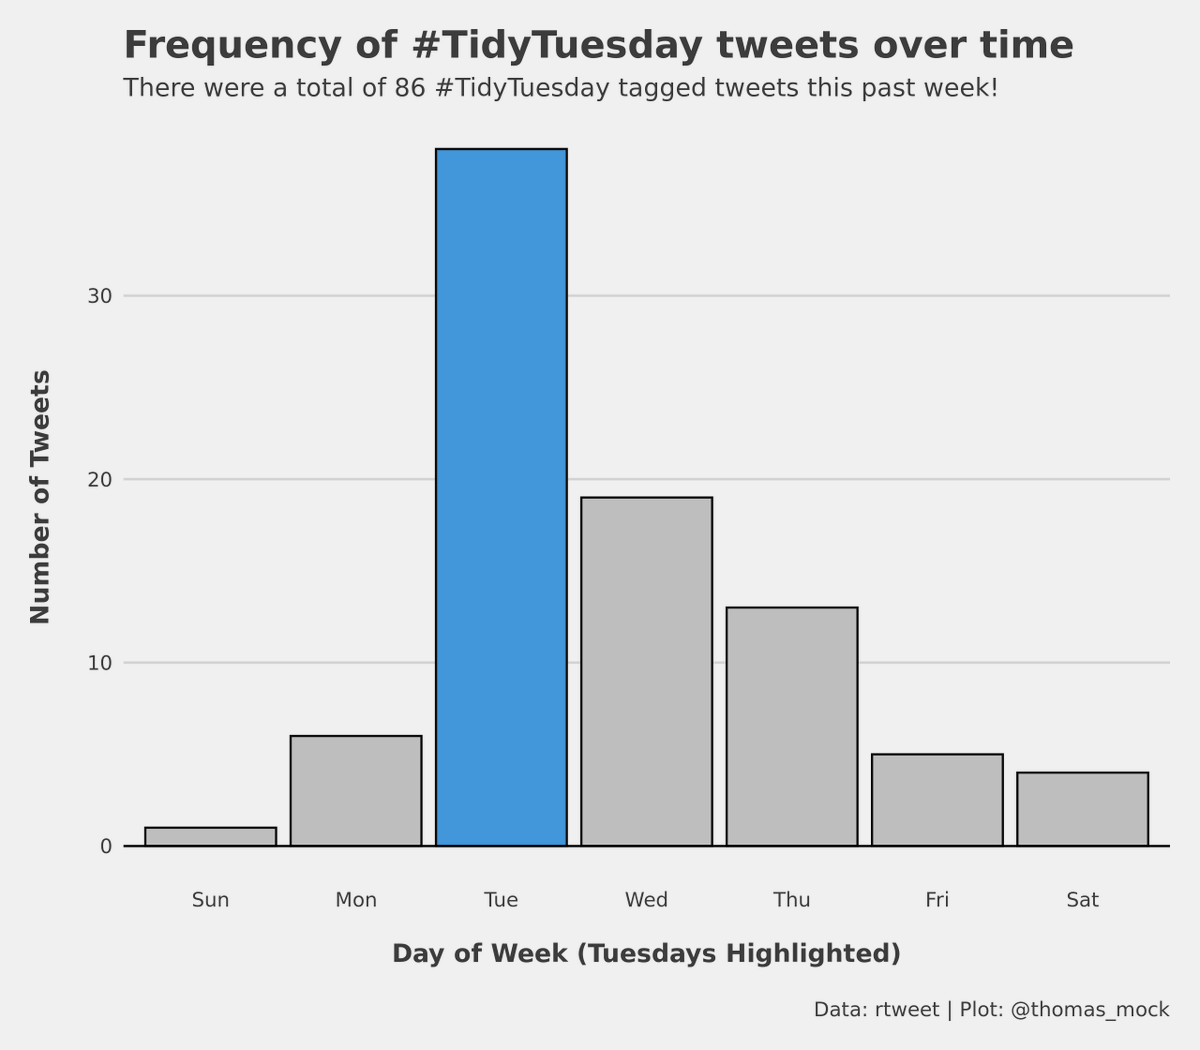 Frequency of #TidyTuesday tweets over time
There were a total of 86 #TidyTuesday tagged tweets this past week!
30
20
10
0
Number of Tweets
Sun Mon Tue Wed Thu Fri Sat
Day of Week (Tuesdays Highlighted)
Data: rtweet | Plot: @thomas_mock